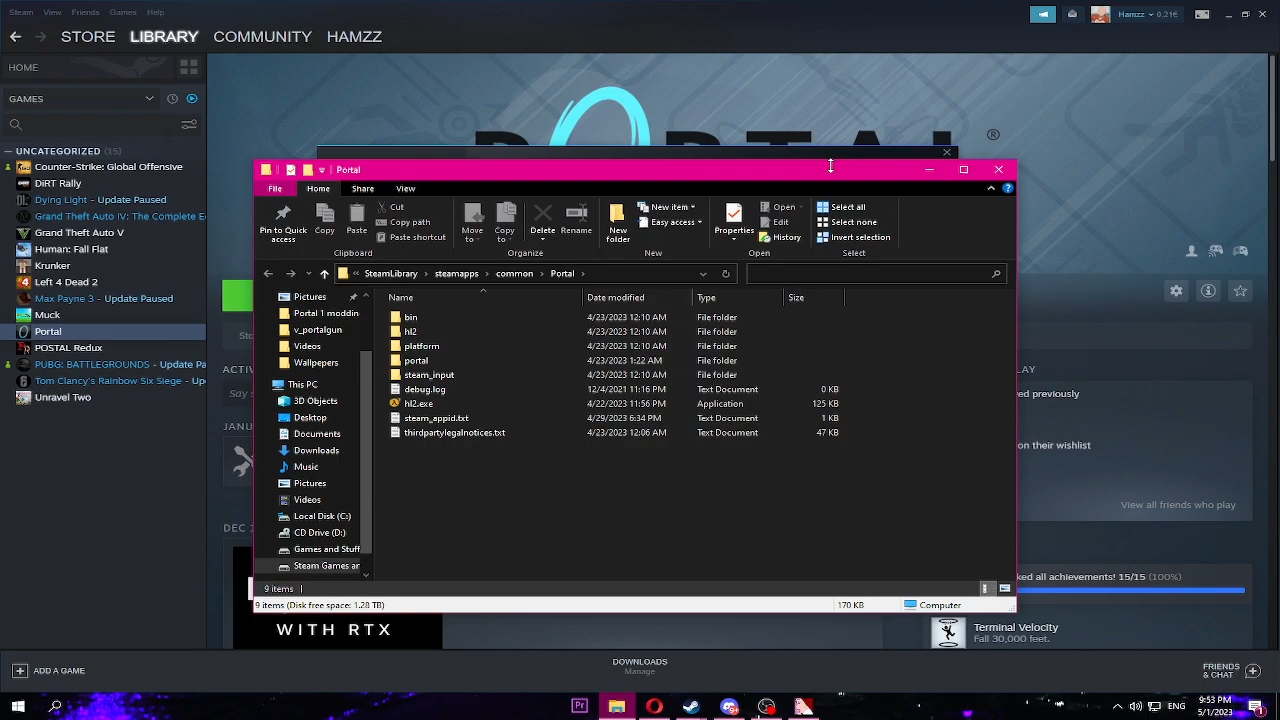 Steam View Friends Games Help
Hamzz 0,21€
STORE LIBRARY COMMUNITY HAMZZ
HOME
GAMES
UNCATEGORIZED (15)
Counter-Strike: Global Offensive
DiRT Rally
Dying Light - Update Paused
Grand Theft Auto IV: The Complete E
Grand Theft Auto V
Human: Fall Flat
Krunker
Left 4 Dead 2
Max Payne 3 - Update Paused
Muck
Portal
POSTAL Redux
PUBG: BATTLEGROUNDS - Update Pa
Tom Clancy's Rainbow Six Siege - Up
Unravel Two
ADD A GAME
PORTAL ®
Portal
File Home Share View
Pin to Quick access
Copy
Paste
Cut
Copy path
Paste shortcut
Clipboard
Move to
Copy to
Delete
Rename
Organize
New folder
New item
Easy access
New
Properties
Open
Edit
History
Open
Select all
Select none
Invert selection
Select
« SteamLibrary > steamapps > common > Portal >
Pictures
Portal 1 moddin
v_portalgun
Videos
Wallpapers
This PC
3D Objects
Desktop
Documents
Downloads
Music
Pictures
Videos
Local Disk (C:)
CD Drive (D:)
Games and Stuff
Steam Games ar
Name Date modified Type Size
bin 4/23/2023 12:10 AM File folder
hl2 4/23/2023 12:10 AM File folder
platform 4/23/2023 12:10 AM File folder
portal 4/23/2023 1:22 AM File folder
steam_input 4/23/2023 12:10 AM File folder
debug.log 12/4/2021 11:16 PM Text Document 0 KB
hl2.exe 4/22/2023 11:56 PM Application 125 KB
steam_appid.txt 4/29/2023 6:34 PM Text Document 1 KB
thirdpartylegalnotices.txt 4/23/2023 12:06 AM Text Document 47 KB
9 items
9 items (Disk free space: 1.28 TB) 170 KB Computer
Sto
ACTIV
Say s
JANU
DEC 1
WITH RTX
LAY
ed previously
on their wishlist
View all friends who play
ked all achievements! 15/15 (100%)
Terminal Velocity
Fall 30,000 feet.
DOWNLOADS
Manage
FRIENDS
& CHAT
Pr
ENG
9:53 PM
5/1/2023